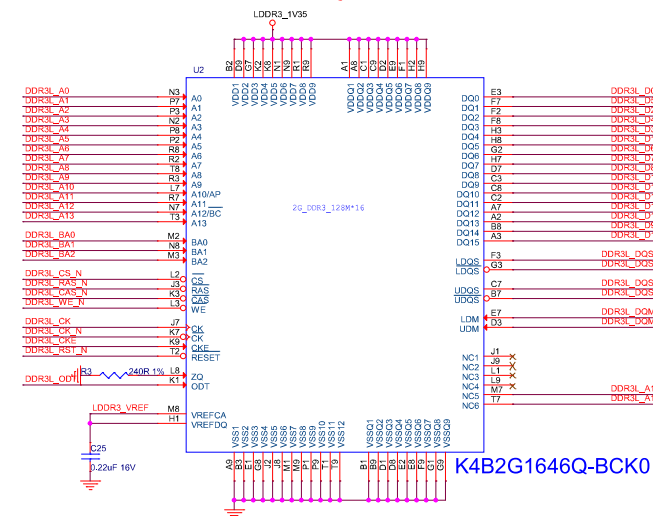 LDDR3_1V35
U2
B2 D9 G7 K2 K8 N1 N9 R1 R9 A1 A8 C1 C9 D2 E9 F1 H2 H9
VDD1 VDD2 VDD3 VDD4 VDD5 VDD6 VDD7 VDD8 VDD9 VDDQ1 VDDQ2 VDDQ3 VDDQ4 VDDQ5 VDDQ6 VDDQ7 VDDQ8 VDDQ9
DDR3L_A0 N3 A0 DQ0 E3
DDR3L_A1 P7 A1 DQ1 F7
DDR3L_A2 P3 A2 DQ2 F2
DDR3L_A3 N2 A3 DQ3 F8
DDR3L_A4 P8 A4 DQ4 H3
DDR3L_A5 P2 A5 DQ5 H8
DDR3L_A6 R8 A6 DQ6 G2
DDR3L_A7 R2 A7 DQ7 H7
DDR3L_A8 T8 A8 DQ8 D7
DDR3L_A9 R3 A9 DQ9 C3
DDR3L_A10 L7 A10/AP DQ10 C8
DDR3L_A11 R7 A11 DQ11 C2
DDR3L_A12 N7 A12/BC DQ12 A7
DDR3L_A13 T3 A13 DQ13 A2
DQ14 B8
DQ15 A3
2G_DDR3_128M*16
DDR3L_BA0 M2 BA0
DDR3L_BA1 N8 BA1
DDR3L_BA2 M3 BA2
LDQS F3 DDR3L_DQS
LDQS G3 DDR3L_DQS
DDR3L_CS_N L2 CS
DDR3L_RAS_N J3 RAS
DDR3L_CAS_N K3 CAS
DDR3L_WE_N L3 WE
UDQS C7 DDR3L_DQS
UDQS B7 DDR3L_DQS
DDR3L_CK J7 CK
DDR3L_CK_N K7 CK
DDR3L_CKE K9 CKE
DDR3L_RST_N T2 RESET
LDM E7 DDR3L_DQM
UDM D3 DDR3L_DQM
R3 240R 1% L8 ZQ
DDR3L_OD K1 ODT
NC1 J1
NC2 J9
NC3 L1
NC4 L9
NC5 M7 DDR3L_A1
NC6 T7 DDR3L_A1
LDDR3_VREF M8 VREFCA
H1 VREFDQ
VSS1 VSS2 VSS3 VSS4 VSS5 VSS6 VSS7 VSS8 VSS9 VSS10 VSS11 VSS12 VSSQ1 VSSQ2 VSSQ3 VSSQ4 VSSQ5 VSSQ6 VSSQ7 VSSQ8 VSSQ9
A9 B3 E1 G8 J2 J8 M1 M9 P1 P9 T1 T9 B1 B9 D1 D8 E2 E8 F9 G1 G9
C25
0.22uF 16V
K4B2G1646Q-BCK0